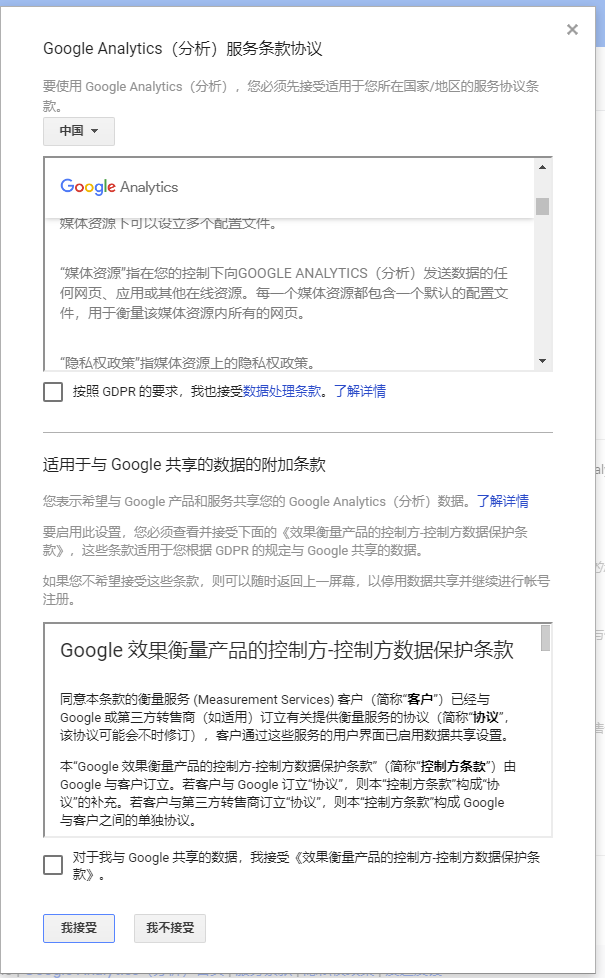 Google Analytics（分析）服务条款协议
要使用 Google Analytics（分析），您必须先接受适用于您所在国家/地区的服务协议条
款。
中国
Google Analytics
媒体资源下可以设立多个配置文件。
“媒体资源”指在您的控制下向GOOGLE ANALYTICS（分析）发送数据的任
何网页、应用或其他在线资源。每一个媒体资源都包含一个默认的配置文
件，用于衡量该媒体资源内所有的网页。
“隐私权政策”指媒体资源上的隐私权政策。
按照 GDPR 的要求，我也接受数据处理条款。了解详情
适用于与 Google 共享的数据的附加条款
您表示希望与 Google 产品和服务共享您的 Google Analytics（分析）数据。了解详情
要启用此设置，您必须查看并接受下面的《效果衡量产品的控制方-控制方数据保护条
款》，这些条款适用于您根据 GDPR 的规定与 Google 共享的数据。
如果您不希望接受这些条款，则可以随时返回上一屏幕，以停用数据共享并继续进行帐号
注册。
Google 效果衡量产品的控制方-控制方数据保护条款
同意本条款的衡量服务 (Measurement Services) 客户（简称“客户”）已经与
Google 或第三方转售商（如适用）订立有关提供衡量服务的协议（简称“协议”，
该协议可能会不时修订），客户通过这些服务的用户界面已启用数据共享设置。
本“Google 效果衡量产品的控制方-控制方数据保护条款”（简称“控制方条款”）由
Google 与客户订立。若客户与 Google 订立“协议”，则本“控制方条款”构成“协
议”的补充。若客户与第三方转售商订立“协议”，则本“控制方条款”构成 Google
与客户之间的单独协议。
对于我与 Google 共享的数据，我接受《效果衡量产品的控制方-控制方数据保护条
款》。
我接受 我不接受